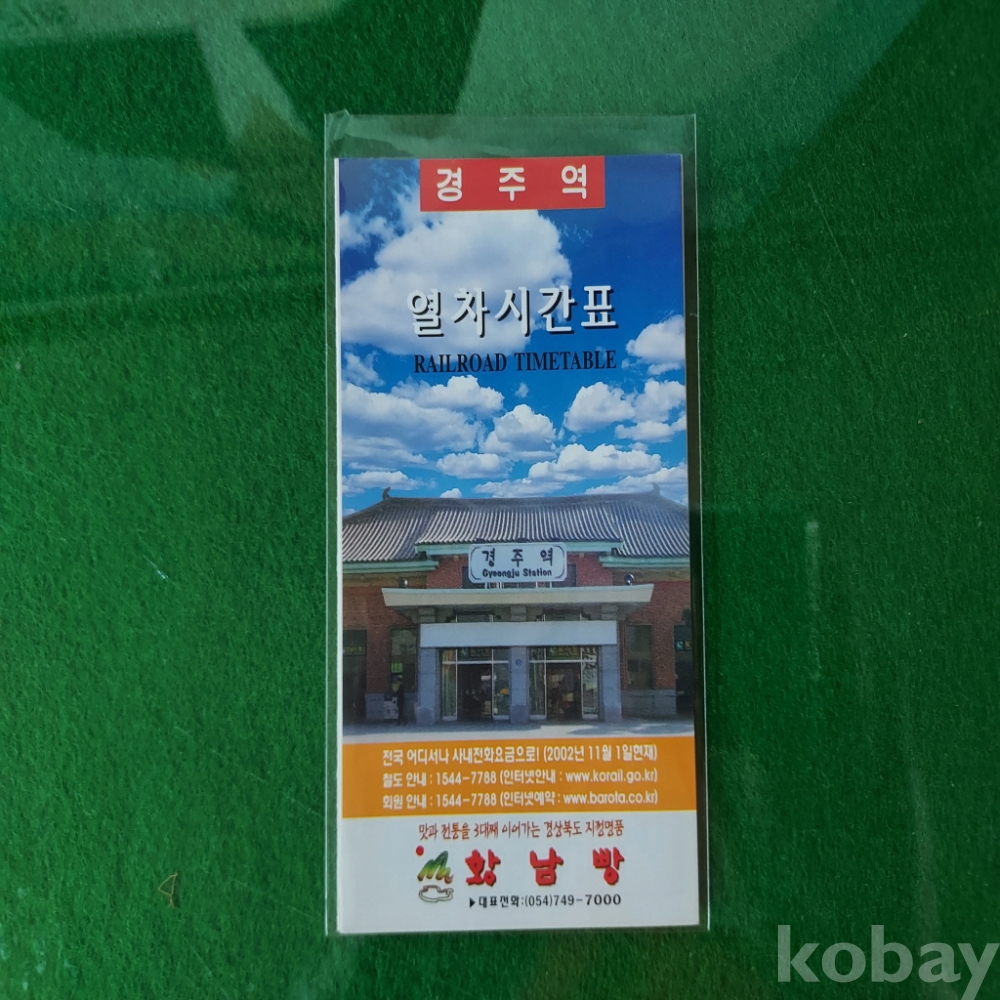 경주역
열차시간표
RAILROAD TIMETABLE
경주역
Gyeongju Station
전국 어디서나 시내전화요금으로! (2002년 11월 1일현재)
철도 안내 : 1544-7788 (인터넷안내 : www.korail.go.kr)
회원 안내 : 1544-7788 (인터넷예약 : www.barota.co.kr)
맛과 전통을 3대째 이어가는 경상북도 지정명품
황남빵
▶대표전화:(054)749-7000
kobay